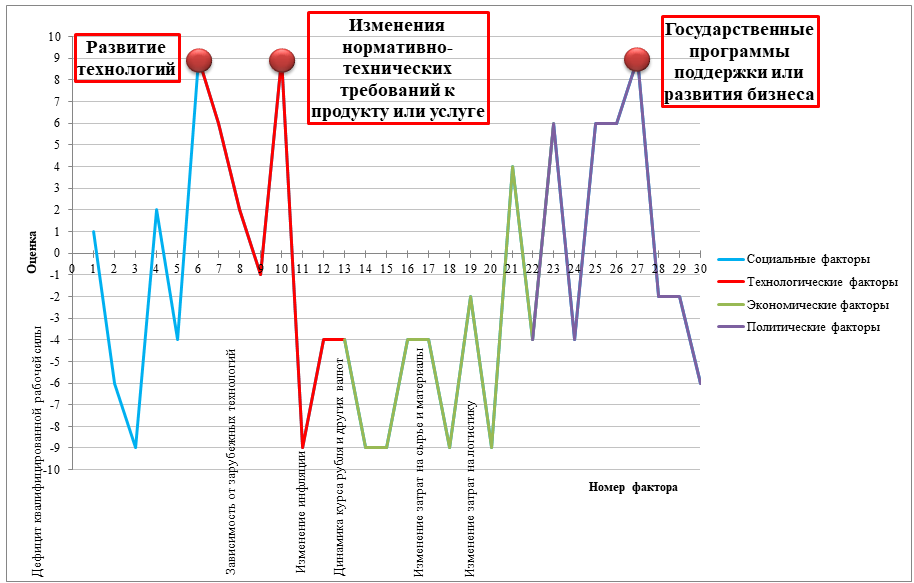 Развитие
технологий
Изменения
нормативно-
технических
требований к
продукту или услуге
Государственные
программы
поддержки или
развития бизнеса
10
9
8
7
6
5
4
3
2
1
0
-1
-2
-3
-4
-5
-6
-7
-8
-9
-10
Оценка
0 1 2 3 4 5 6 7 8 9 10 11 12 13 14 15 16 17 18 19 20 21 22 23 24 25 26 27 28 29 30
Номер фактора
Социальные факторы
Технологические факторы
Экономические факторы
Политические факторы
Дефицит квалифицированной рабочей силы
Зависимость от зарубежных технологий
Изменение инфляции
Динамика курса рубля и других валют
Изменение затрат на сырье и материалы
Изменение затрат на логистику